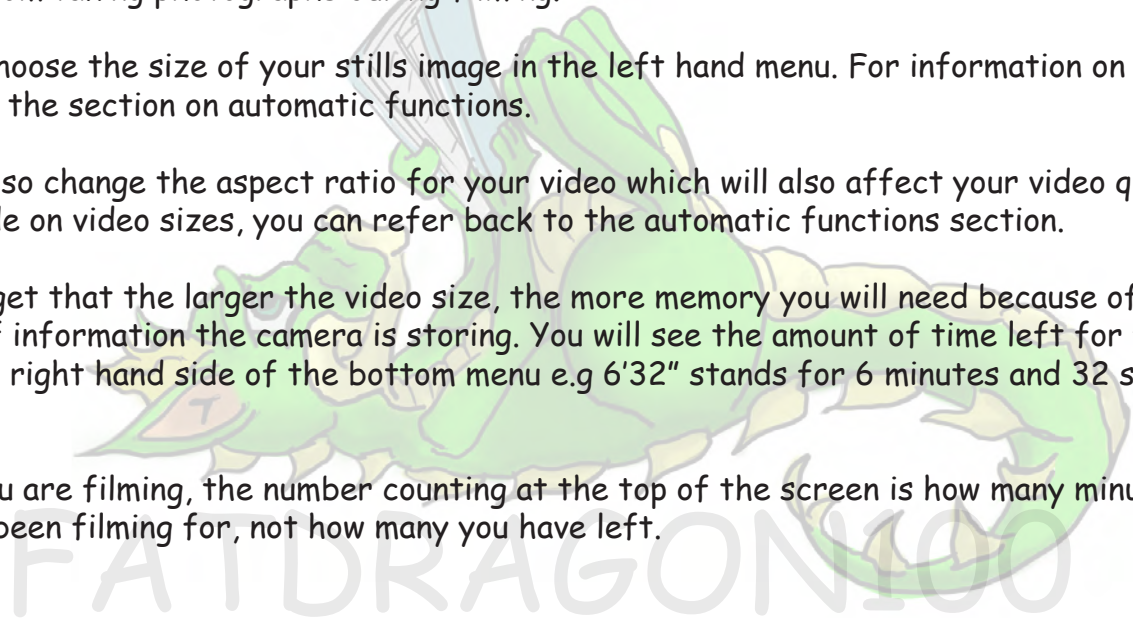 photographs during filming.
hoose the size of your stills image in the left hand menu. For information on
the section on automatic functions.
so change the aspect ratio for your video which will also affect your video q
e on video sizes, you can refer back to the automatic functions section.
get that the larger the video size, the more memory you will need because of
f information the camera is storing. You will see the amount of time left for
right hand side of the bottom menu e.g 6'32” stands for 6 minutes and 32 s
u are filming, the number counting at the top of the screen is how many minu
been filming for, not how many you have left.
FATDRAGON100